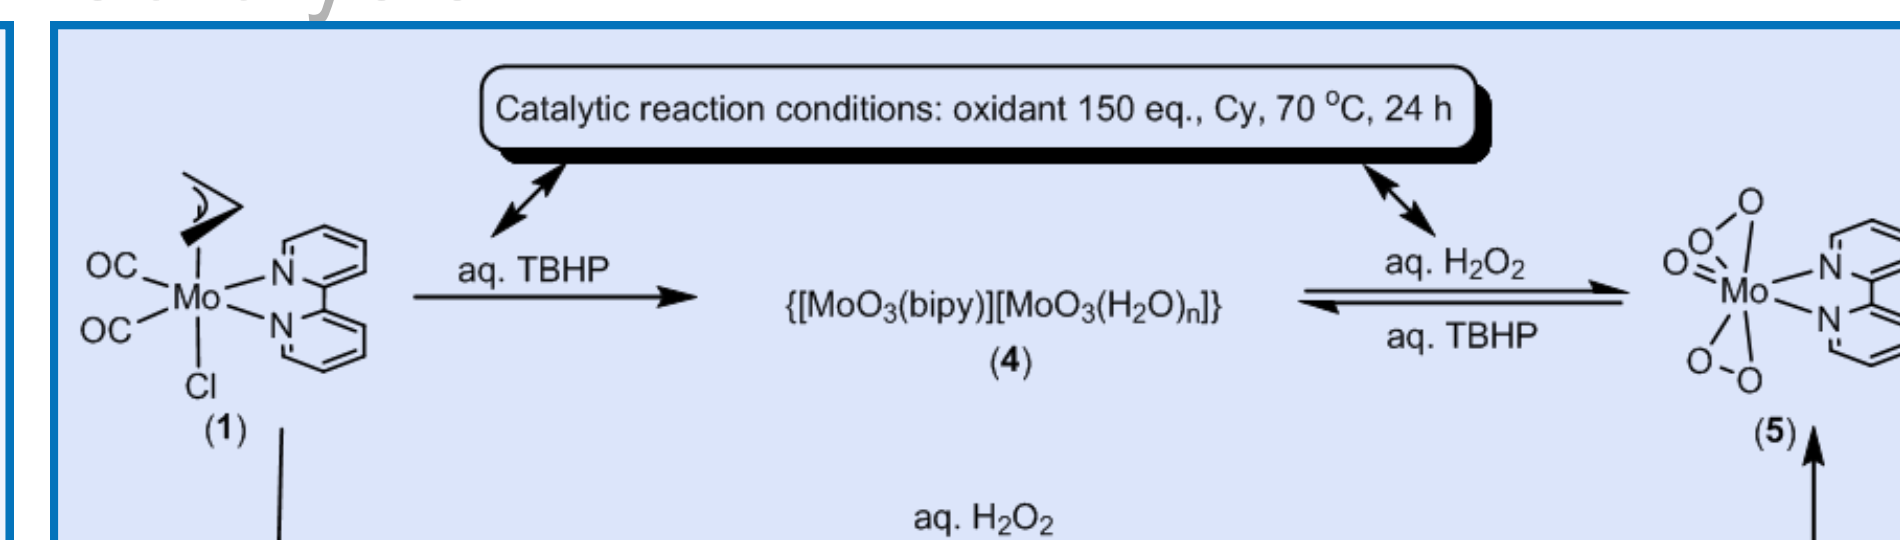 Catalytic reaction conditions: oxidant 150 eq., Cy, 70 °C, 24 h
aq. TBHP
aq. H₂O₂
{[MoO₃(bipy)][MoO₃(H₂O)ₙ]}
aq. TBHP
(4)
OC
OC
Mo
N
N
Cl
(1)
O
O
O
Mo
N
N
O
O
(5)
aq. H₂O₂